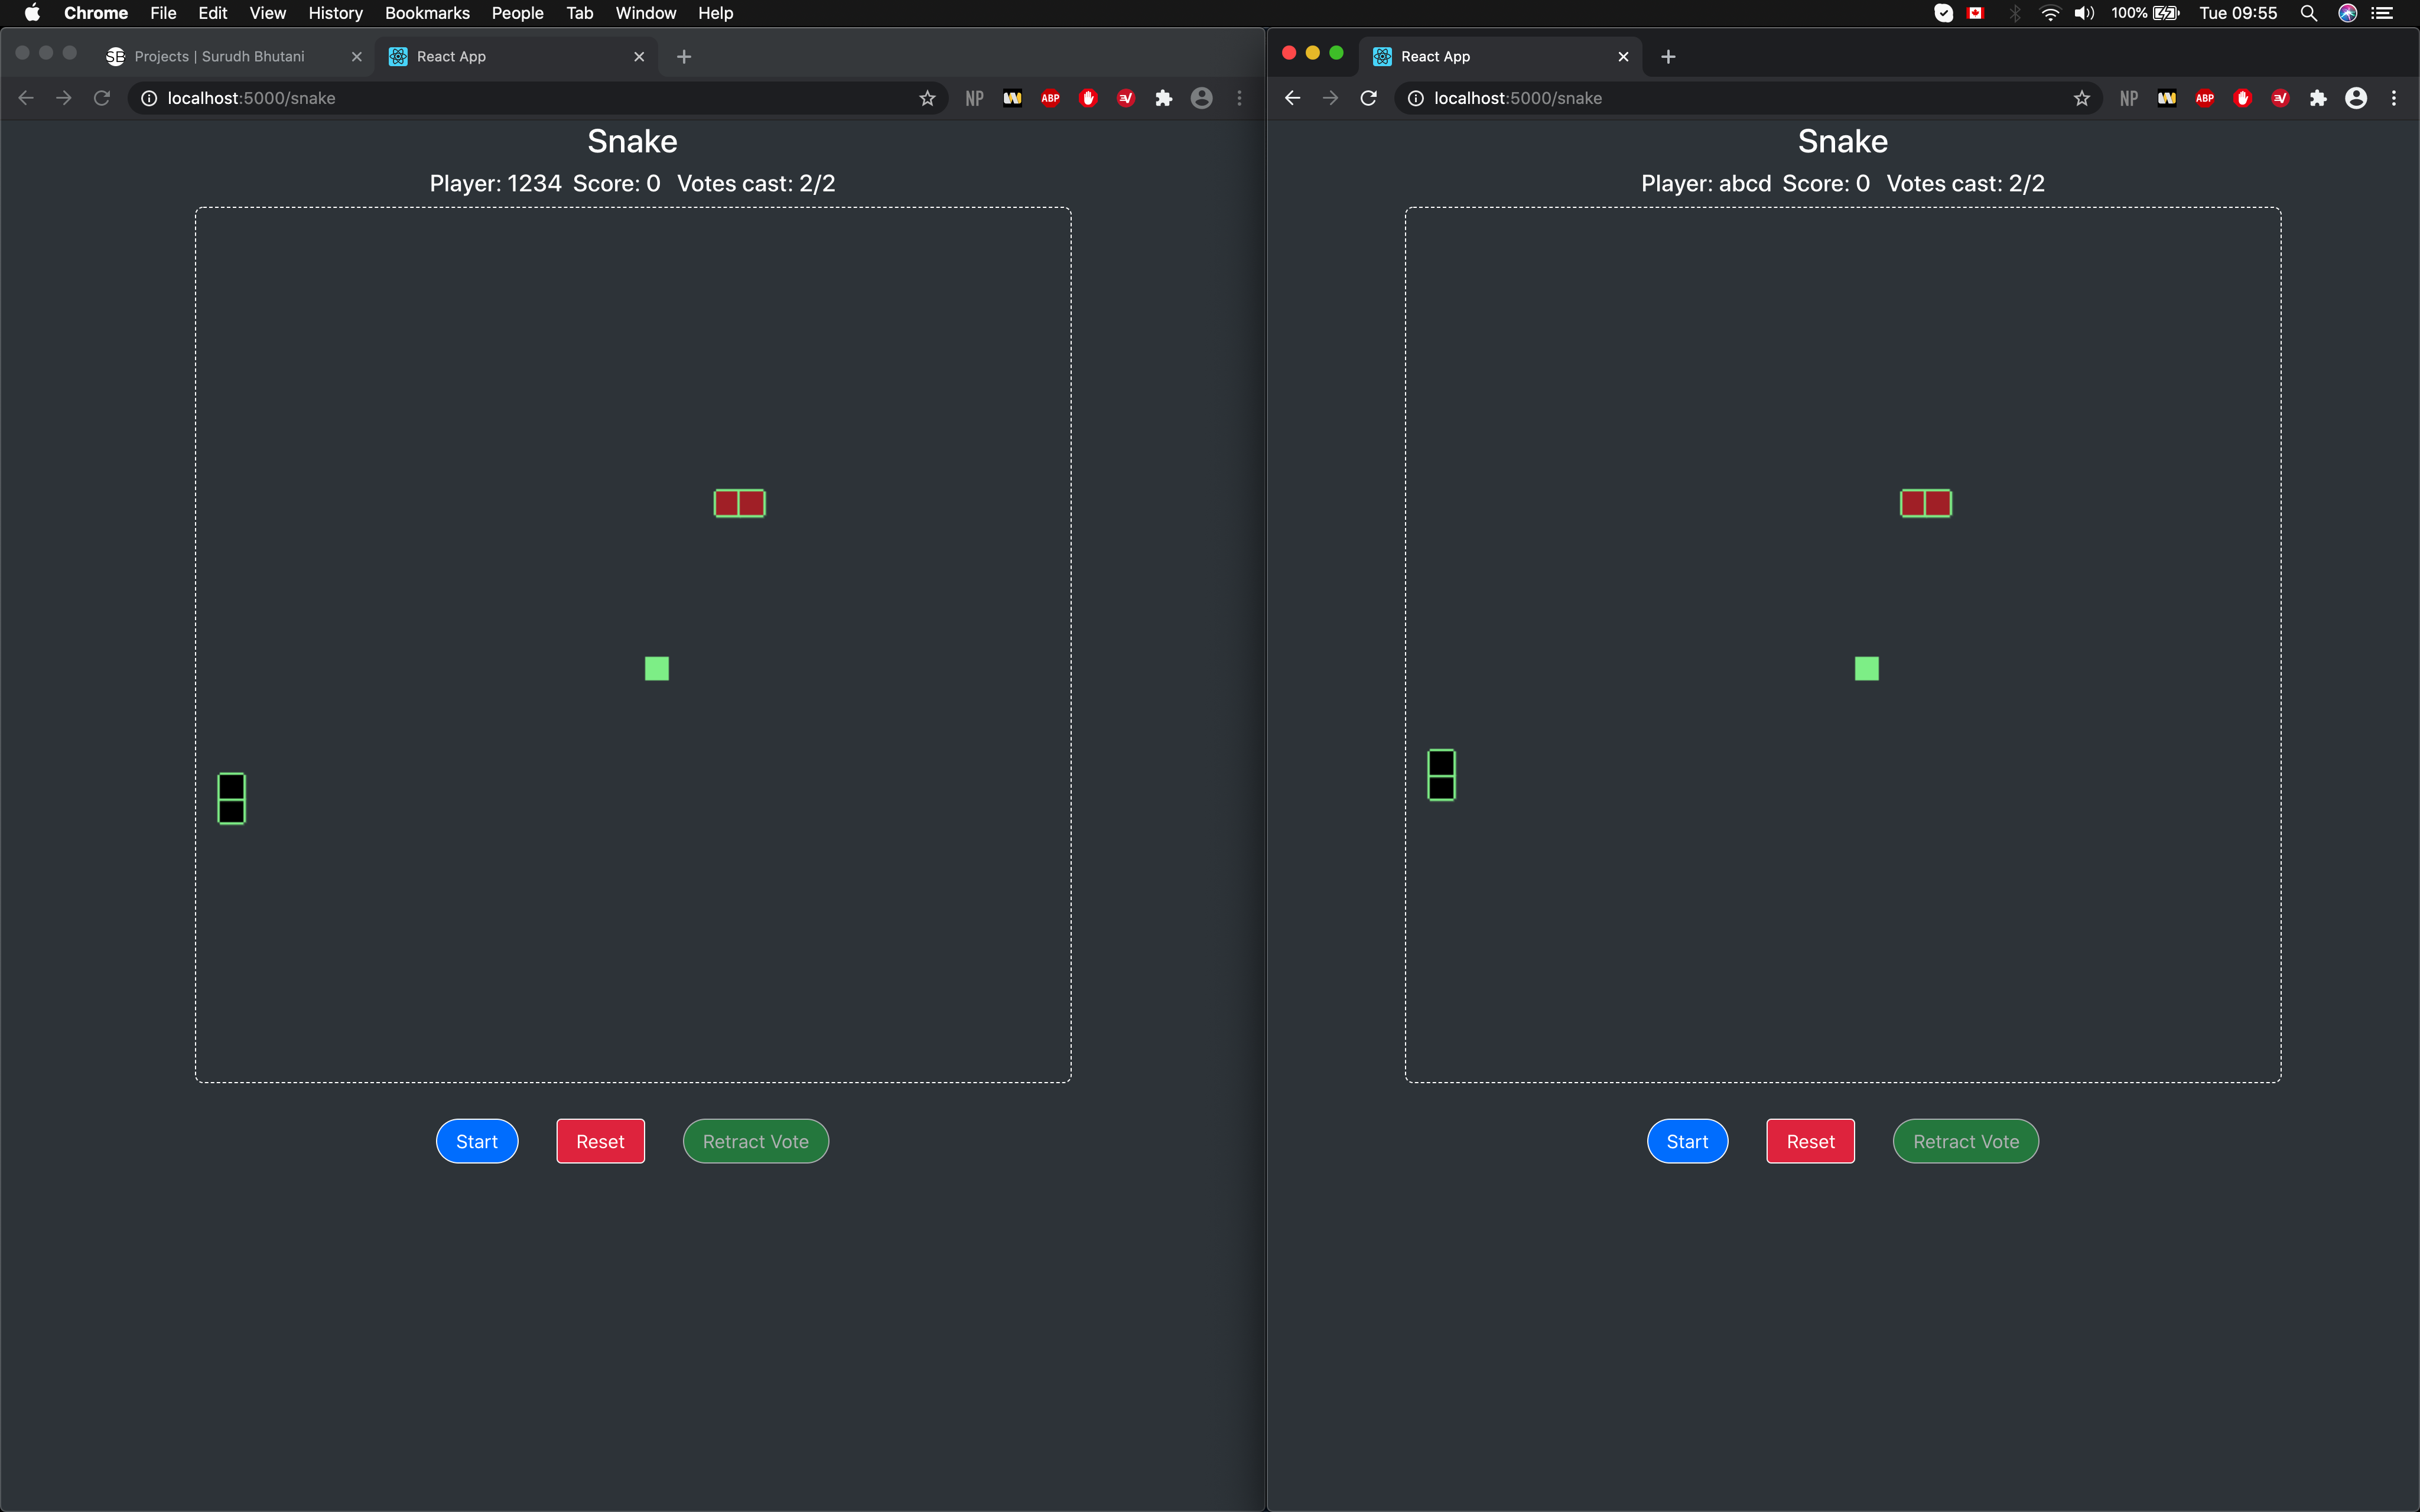 Chrome File Edit View History Bookmarks People Tab Window Help 100% Tue 09:55
SB Projects | Surudh Bhutani React App
localhost:5000/snake NP W ABP EV
Snake
Player: 1234 Score: 0 Votes cast: 2/2
Start Reset Retract Vote
React App
localhost:5000/snake NP W ABP EV
Snake
Player: abcd Score: 0 Votes cast: 2/2
Start Reset Retract Vote